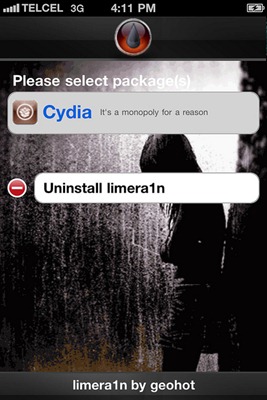 TELCEL 3G 4:11 PM
Please select package(s)
Cydia It's a monopoly for a reason
Uninstall limera1n
limera1n by geohot